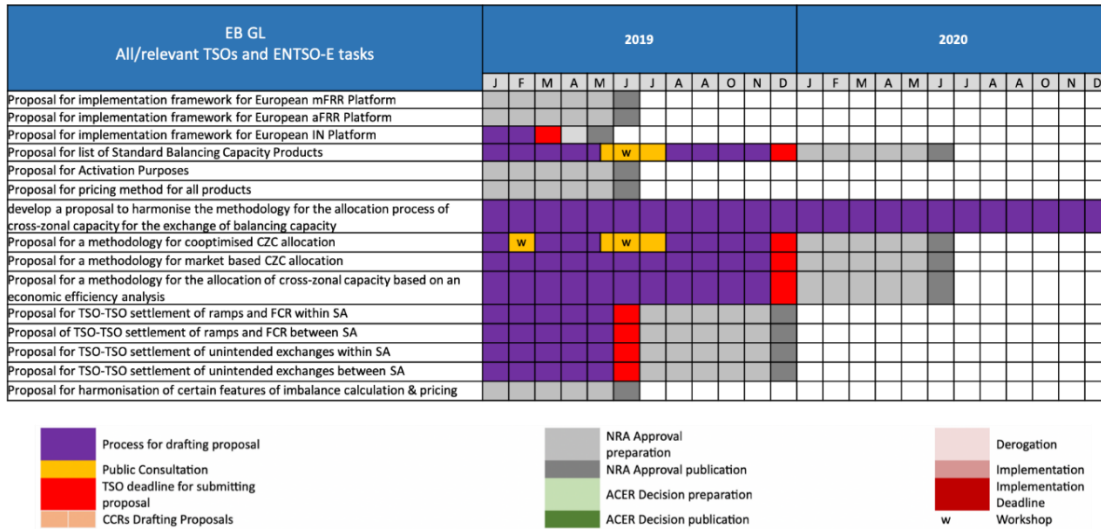 EB GL
All/relevant TSOs and ENTSO-E tasks
2019
2020
J F M A M J J A A O N D J F M A M J J A A O N D
Proposal for implementation framework for European mFRR Platform
Proposal for implementation framework for European aFRR Platform
Proposal for implementation framework for European IN Platform
Proposal for list of Standard Balancing Capacity Products
w
Proposal for Activation Purposes
Proposal for pricing method for all products
develop a proposal to harmonise the methodology for the allocation process of
cross-zonal capacity for the exchange of balancing capacity
Proposal for a methodology for cooptimised CZC allocation
w w
Proposal for a methodology for market based CZC allocation
Proposal for a methodology for the allocation of cross-zonal capacity based on an
economic efficiency analysis
Proposal for TSO-TSO settlement of ramps and FCR within SA
Proposal of TSO-TSO settlement of ramps and FCR between SA
Proposal for TSO-TSO settlement of unintended exchanges within SA
Proposal for TSO-TSO settlement of unintended exchanges between SA
Proposal for harmonisation of certain features of imbalance calculation & pricing
Process for drafting proposal
Public Consultation
TSO deadline for submitting
proposal
CCRs Drafting Proposals
NRA Approval
preparation
NRA Approval publication
ACER Decision preparation
ACER Decision publication
Derogation
Implementation
Implementation
Deadline
w Workshop